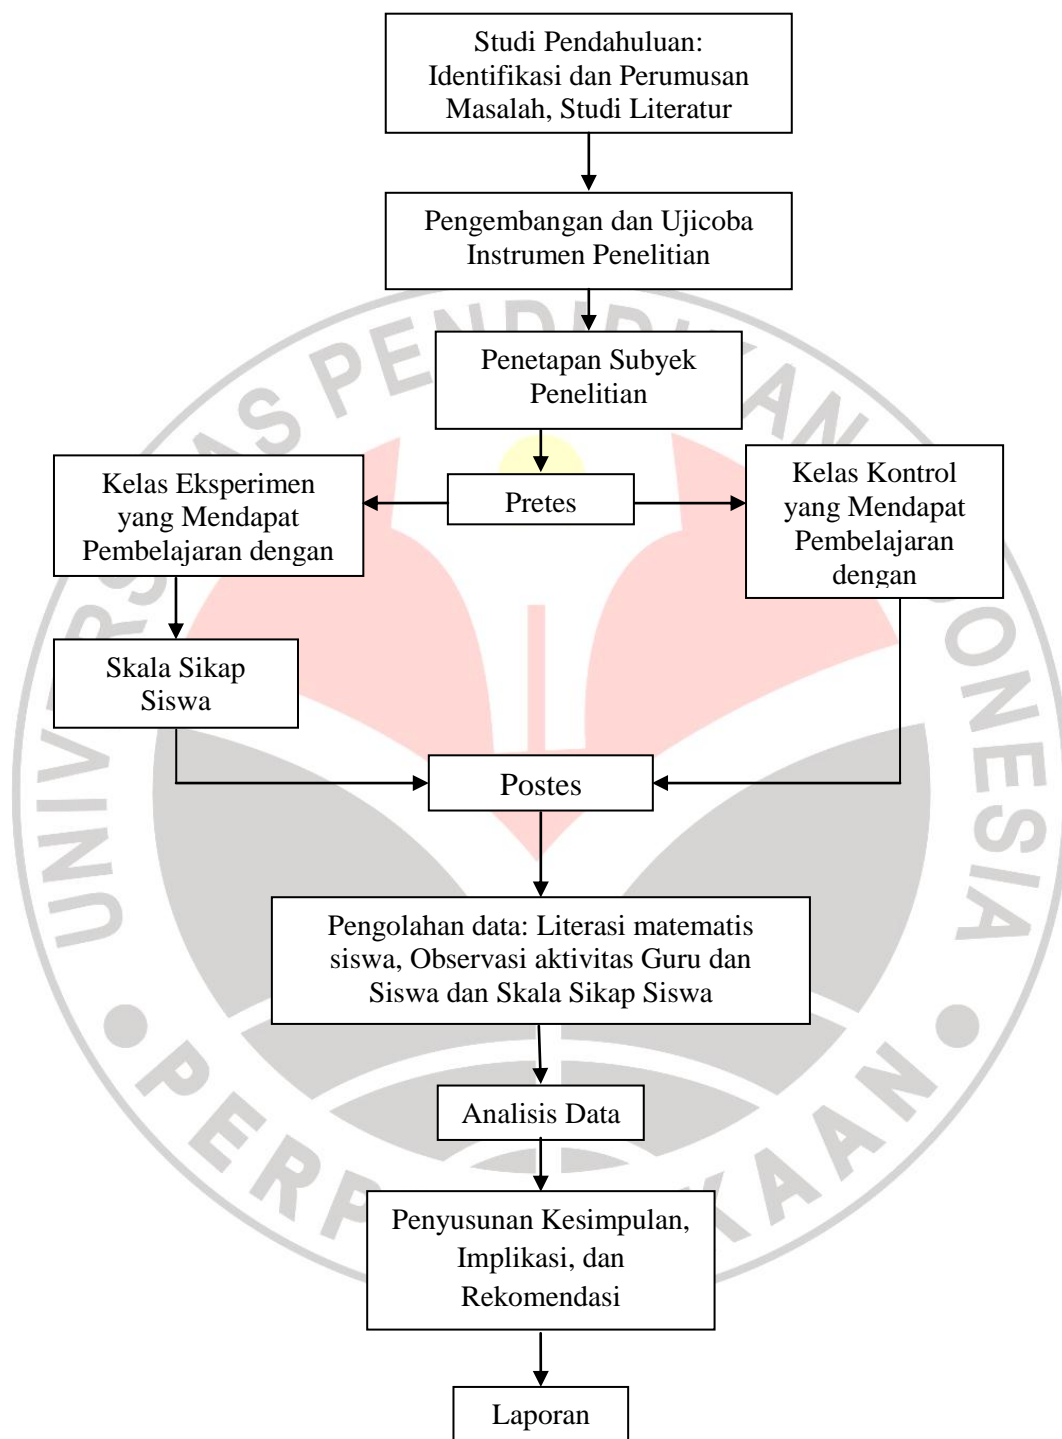 Studi Pendahuluan:
Identifikasi dan Perumusan
Masalah, Studi Literatur
Pengembangan dan Ujicoba
Instrumen Penelitian
Penetapan Subyek
Penelitian
Kelas Eksperimen
yang Mendapat
Pembelajaran dengan
Pretes
Kelas Kontrol
yang Mendapat
Pembelajaran
dengan
Skala Sikap
Siswa
Postes
Pengolahan data: Literasi matematis
siswa, Observasi aktivitas Guru dan
Siswa dan Skala Sikap Siswa
Analisis Data
Penyusunan Kesimpulan,
Implikasi, dan
Rekomendasi
Laporan